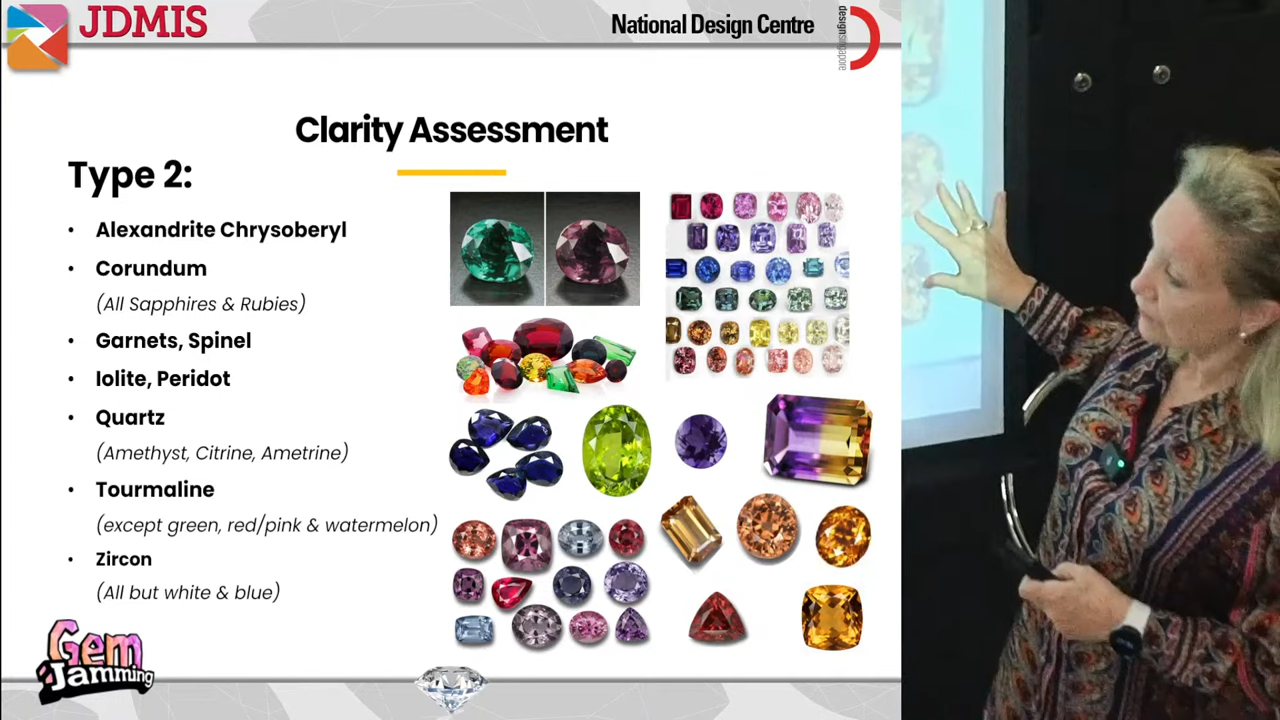 JDMIS
National Design Centre
designsingapore
Clarity Assessment
Type 2:
• Alexandrite Chrysoberyl
• Corundum
(All Sapphires & Rubies)
• Garnets, Spinel
• Iolite, Peridot
• Quartz
(Amethyst, Citrine, Ametrine)
• Tourmaline
(except green, red/pink & watermelon)
• Zircon
(All but white & blue)
Gem
Jamming